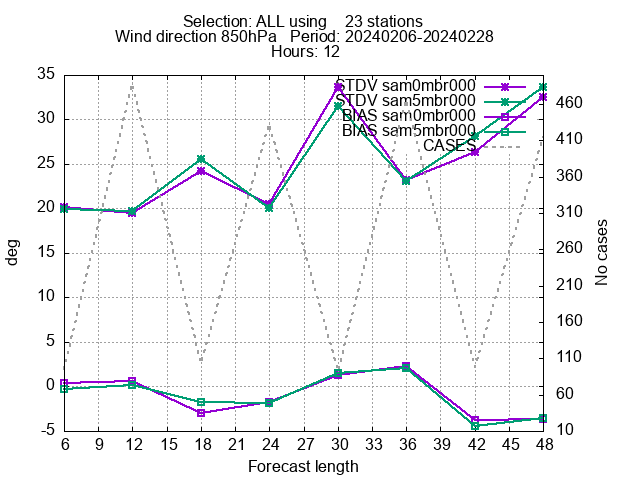 Selection: ALL using 23 stations
Wind direction 850hPa Period: 20240206-20240228
Hours: 12
STDV sam0mbr000
STDV sam5mbr000
BIAS sam0mbr000
BIAS sam5mbr000
CASES
35
30
25
20
15
10
5
0
-5
deg
460
410
360
310
260
210
160
110
60
10
No cases
6 9 12 15 18 21 24 27 30 33 36 39 42 45 48
Forecast length